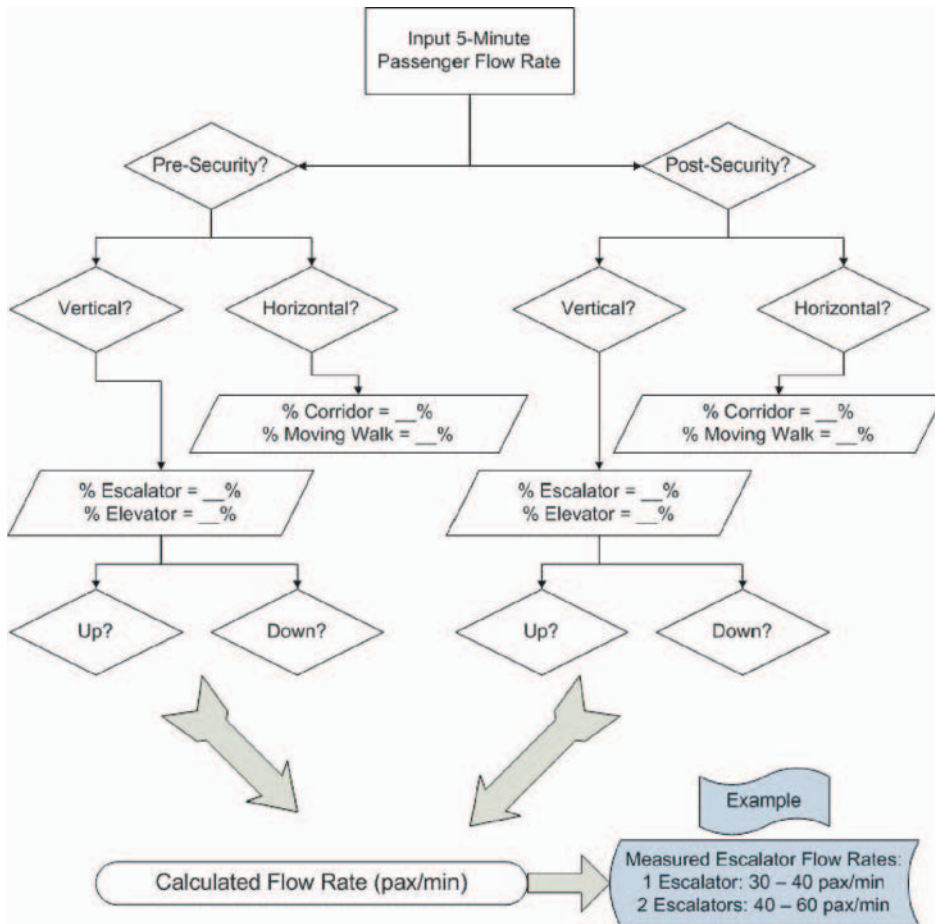 Input 5-Minute
Passenger Flow Rate
Pre-Security?
Post-Security?
Vertical?
Horizontal?
Vertical?
Horizontal?
% Corridor = __%
% Moving Walk = __%
% Corridor = __%
% Moving Walk = __%
% Escalator = __%
% Elevator = __%
% Escalator = __%
% Elevator = __%
Up?
Down?
Up?
Down?
Example
Calculated Flow Rate (pax/min)
Measured Escalator Flow Rates:
1 Escalator: 30 – 40 pax/min
2 Escalators: 40 – 60 pax/min